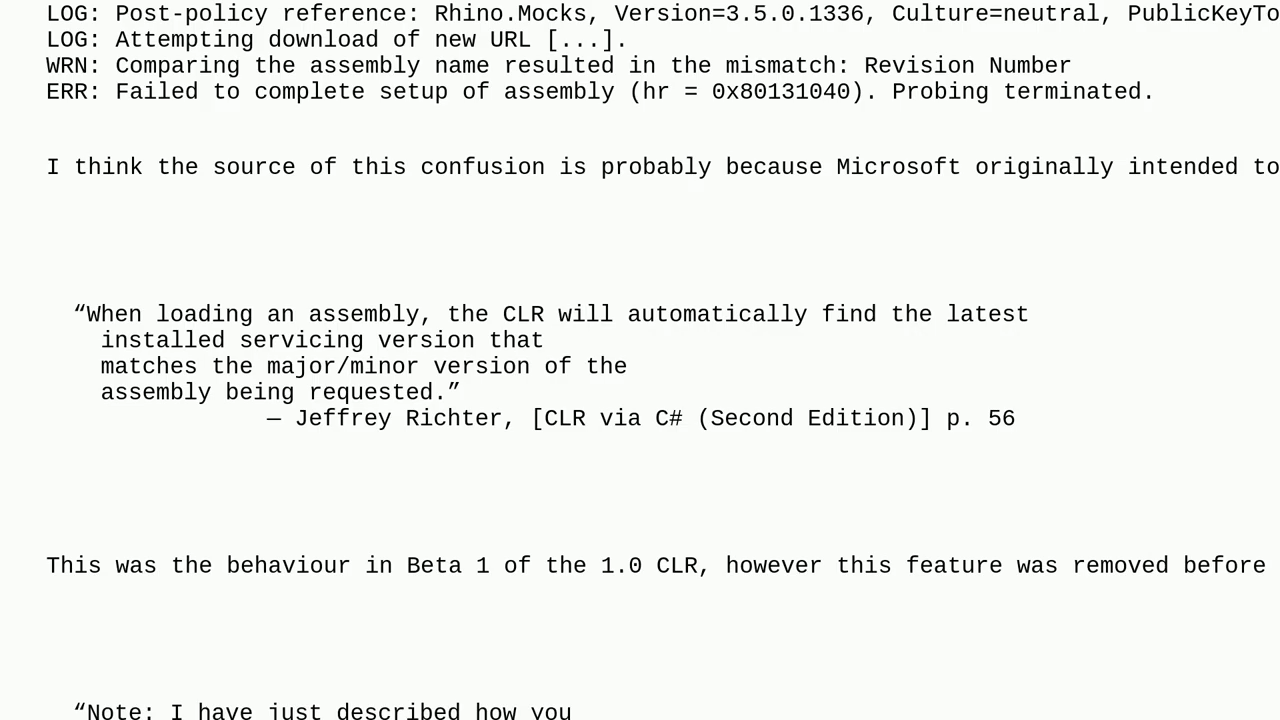 LOG: Post-policy reference: Rhino.Mocks, Version=3.5.0.1336, Culture=neutral, PublicKeyTo
LOG: Attempting download of new URL [...].
WRN: Comparing the assembly name resulted in the mismatch: Revision Number
ERR: Failed to complete setup of assembly (hr = 0x80131040). Probing terminated.
I think the source of this confusion is probably because Microsoft originally intended to
“When loading an assembly, the CLR will automatically find the latest
installed servicing version that
matches the major/minor version of the
assembly being requested.”
— Jeffrey Richter, [CLR via C# (Second Edition)] p. 56
This was the behaviour in Beta 1 of the 1.0 CLR, however this feature was removed before
“Note: I have just described how you